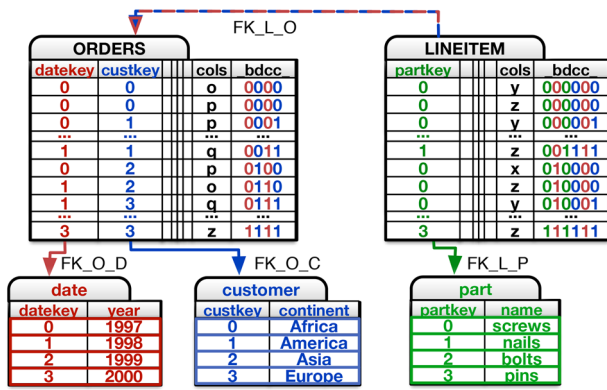 FK_L_O
ORDERS
datekey custkey cols _bdcc_
0 0 o 0000
0 0 p 0000
0 1 p 0001
... ... ... ...
1 1 q 0011
0 2 p 0100
1 2 o 0110
1 3 q 0111
... ... ... ...
3 3 z 1111
LINEITEM
partkey cols _bdcc_
0 y 000000
0 z 000000
0 y 000001
... ... ...
1 z 001111
0 x 010000
0 z 010000
0 y 010001
... ... ...
3 z 111111
FK_O_D
FK_O_C
FK_L_P
date
datekey year
0 1997
1 1998
2 1999
3 2000
customer
custkey continent
0 Africa
1 America
2 Asia
3 Europe
part
partkey name
0 screws
1 nails
2 bolts
3 pins